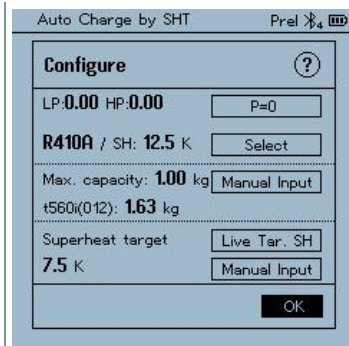 Auto Charge by SHT Prel 4
Configure ?
LP:0.00 HP:0.00 P=0
R410A / SH: 12.5 K Select
Max. capacity: 1.00 kg Manual Input
t560i(012): 1.63 kg
Superheat target Live Tar. SH
7.5 K Manual Input
OK